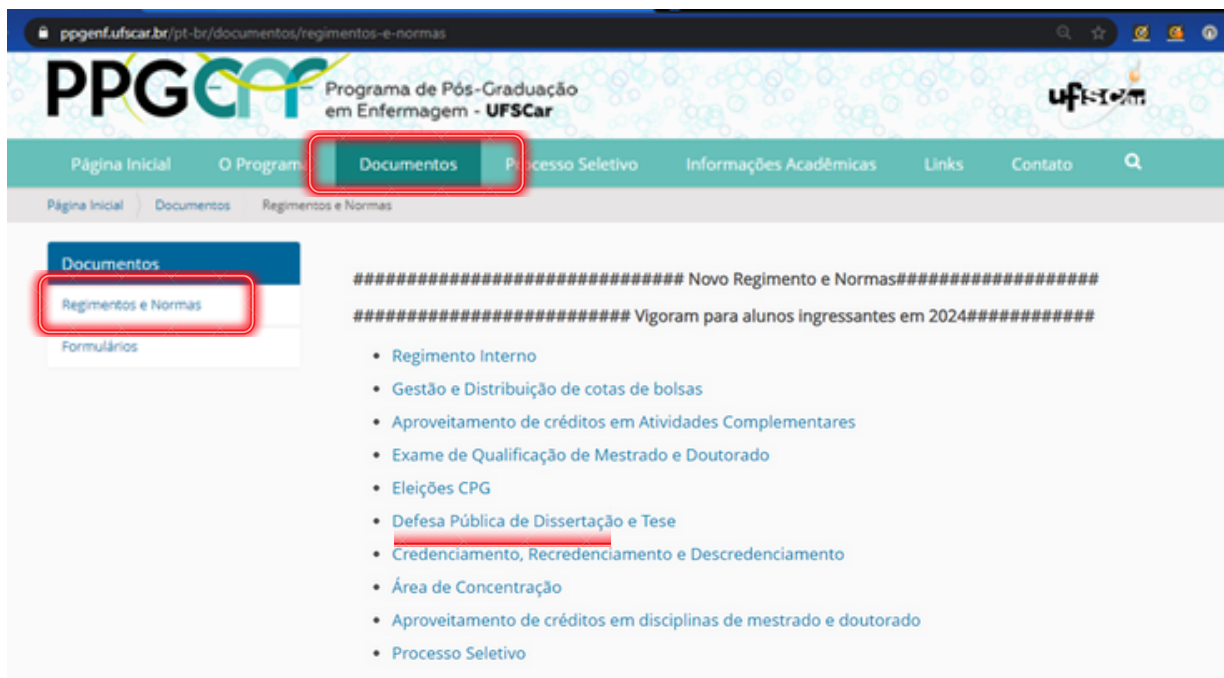 ppgenf.ufscar.br/pt-br/documentos/regimentos-e-normas
PPGEnf
Programa de Pós-Graduação
em Enfermagem - UFSCar
ufscar
Página Inicial O Programa Documentos Processo Seletivo Informações Acadêmicas Links Contato
Página Inicial Documentos Regimentos e Normas
Documentos
Regimentos e Normas
Formulários
############################### Novo Regimento e Normas###################
########################## Vigoram para alunos ingressantes em 2024############
• Regimento Interno
• Gestão e Distribuição de cotas de bolsas
• Aproveitamento de créditos em Atividades Complementares
• Exame de Qualificação de Mestrado e Doutorado
• Eleições CPG
• Defesa Pública de Dissertação e Tese
• Credenciamento, Recredenciamento e Descredenciamento
• Área de Concentração
• Aproveitamento de créditos em disciplinas de mestrado e doutorado
• Processo Seletivo